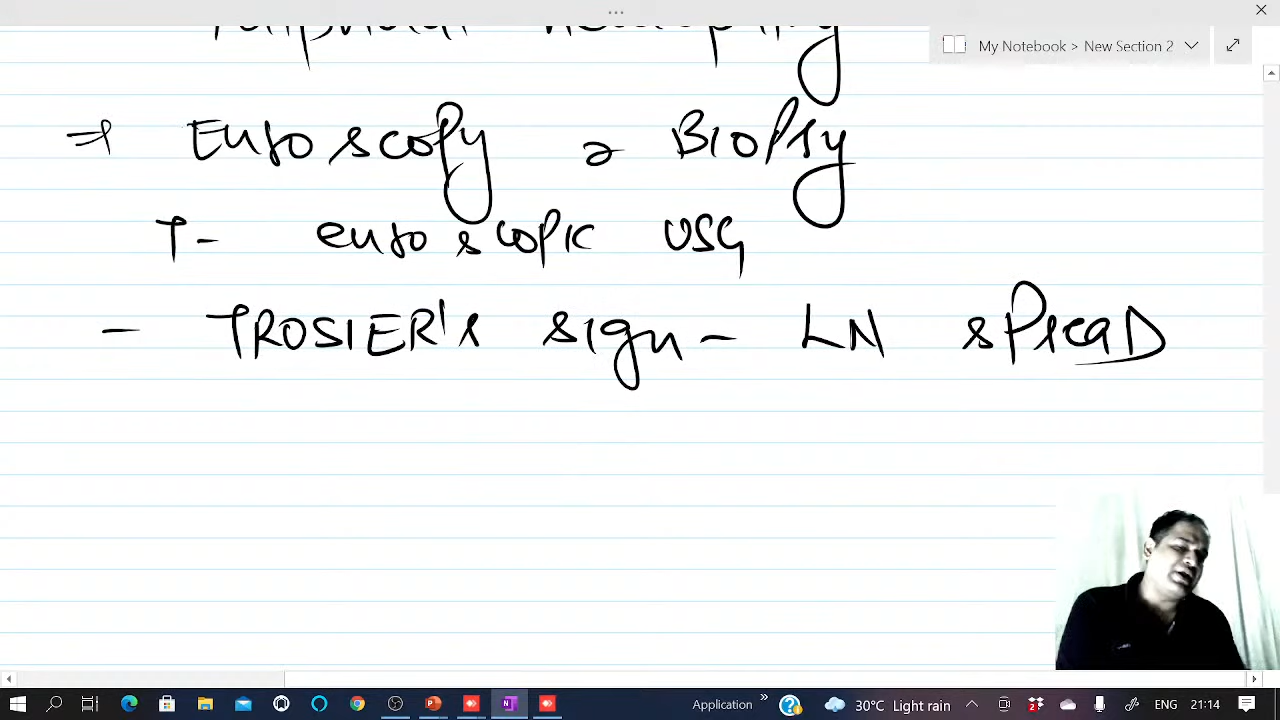 My Notebook > New Section 2
⇒ Endoscopy & Biopsy
T- endoscopic USG
- TROSIER's sign - LN spreaD
Application
30°C Light rain
ENG
21:14